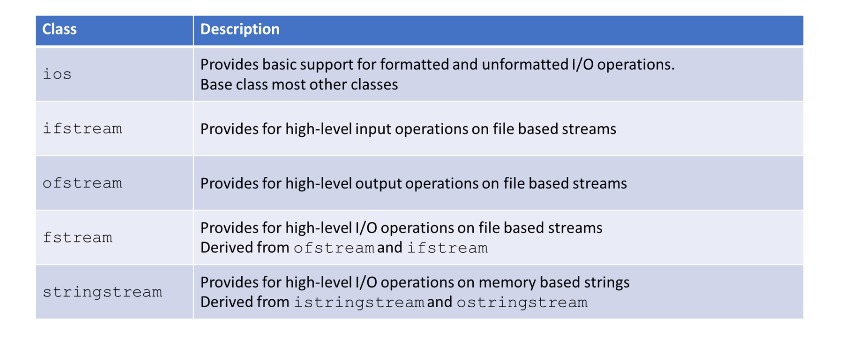 Class Description
ios
Provides basic support for formatted and unformatted I/O operations.
Base class most other classes
ifstream
Provides for high-level input operations on file based streams
ofstream
Provides for high-level output operations on file based streams
fstream
Provides for high-level I/O operations on file based streams
Derived from ofstream and ifstream
stringstream
Provides for high-level I/O operations on memory based strings
Derived from istringstream and ostringstream